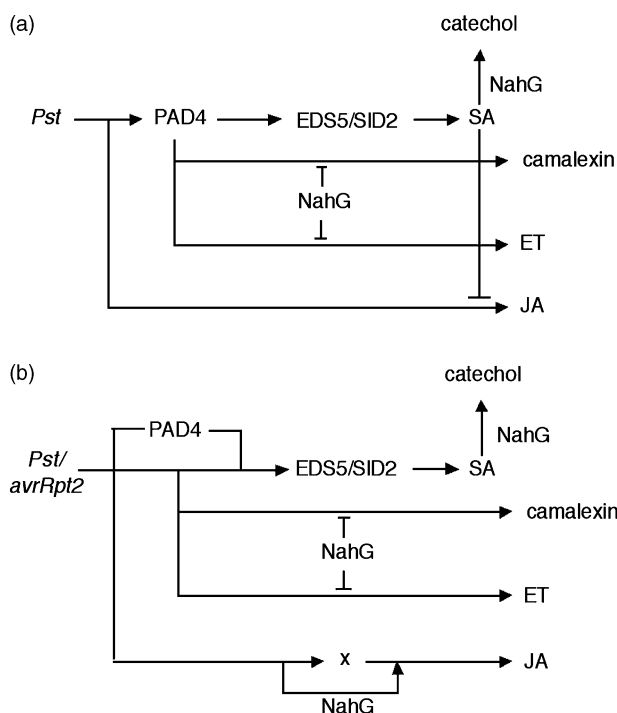 (a)
catechol
NahG
Pst PAD4 EDS5/SID2 SA
camalexin
NahG
ET
JA
(b)
catechol
PAD4 NahG
Pst/
avrRpt2
EDS5/SID2 SA
camalexin
NahG
ET
x JA
NahG